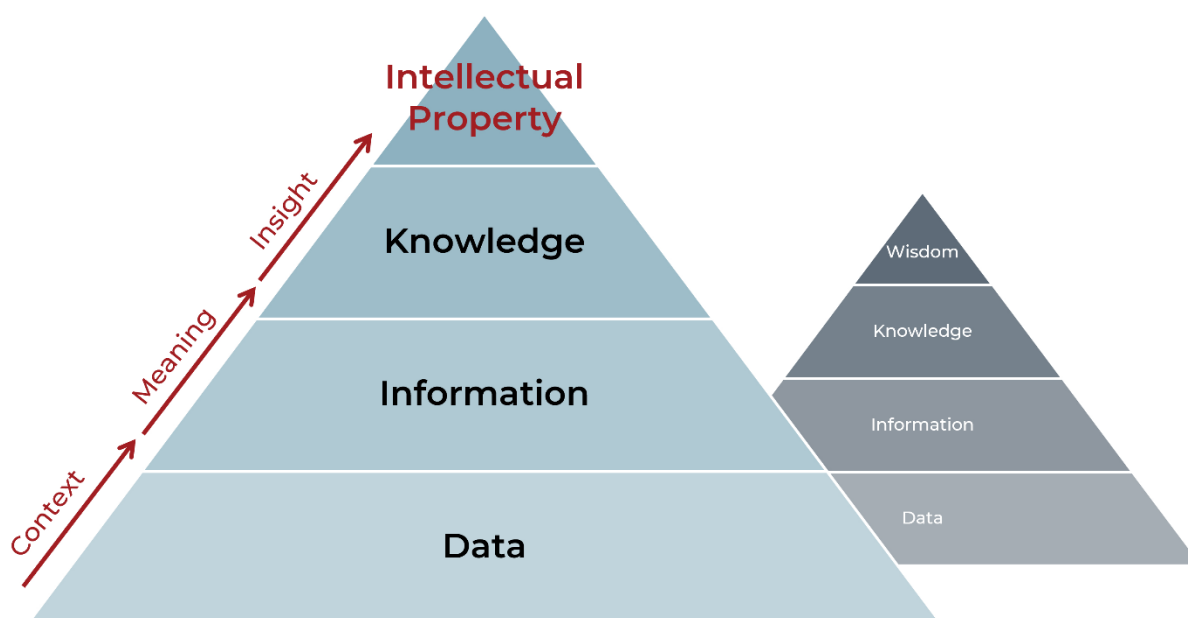 Intellectual
Property
Insight
Knowledge
Meaning
Information
Context
Data
Wisdom
Knowledge
Information
Data